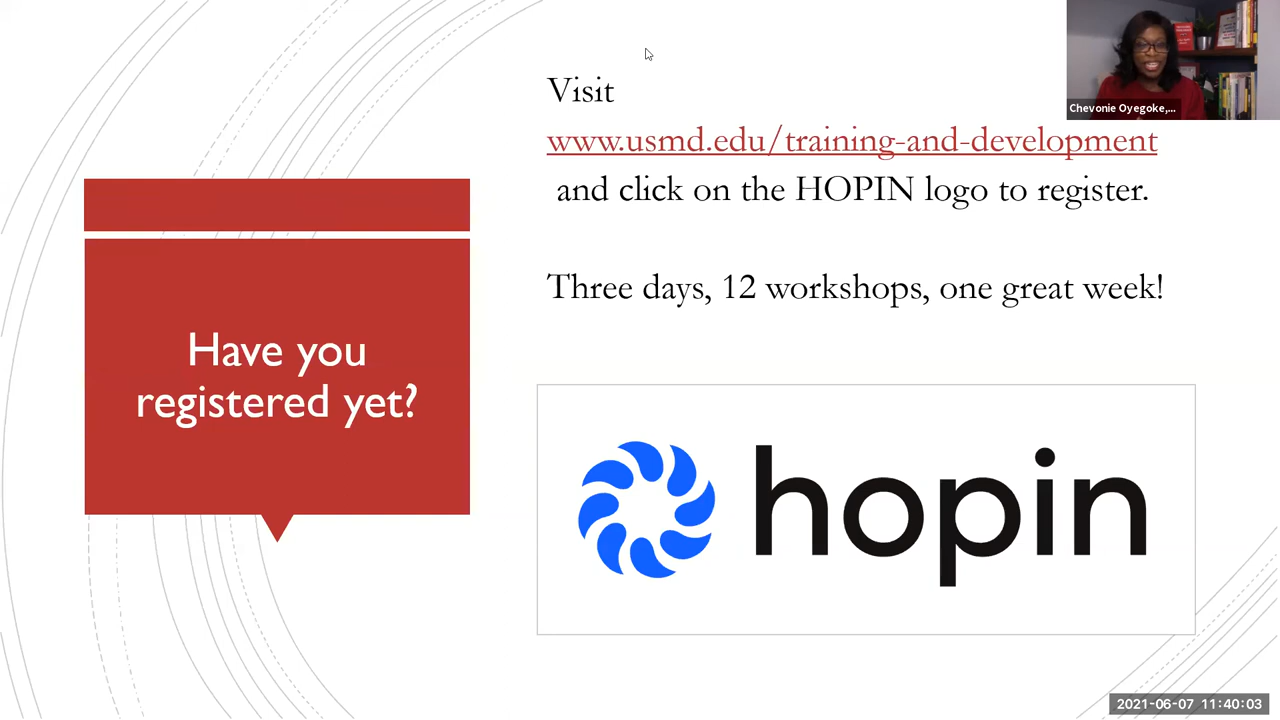 Visit
www.usmd.edu/training-and-development
and click on the HOPIN logo to register.
Three days, 12 workshops, one great week!
Have you
registered yet?
hopin
Chevonie Oyegoke,...
2021-06-07 11:40:03